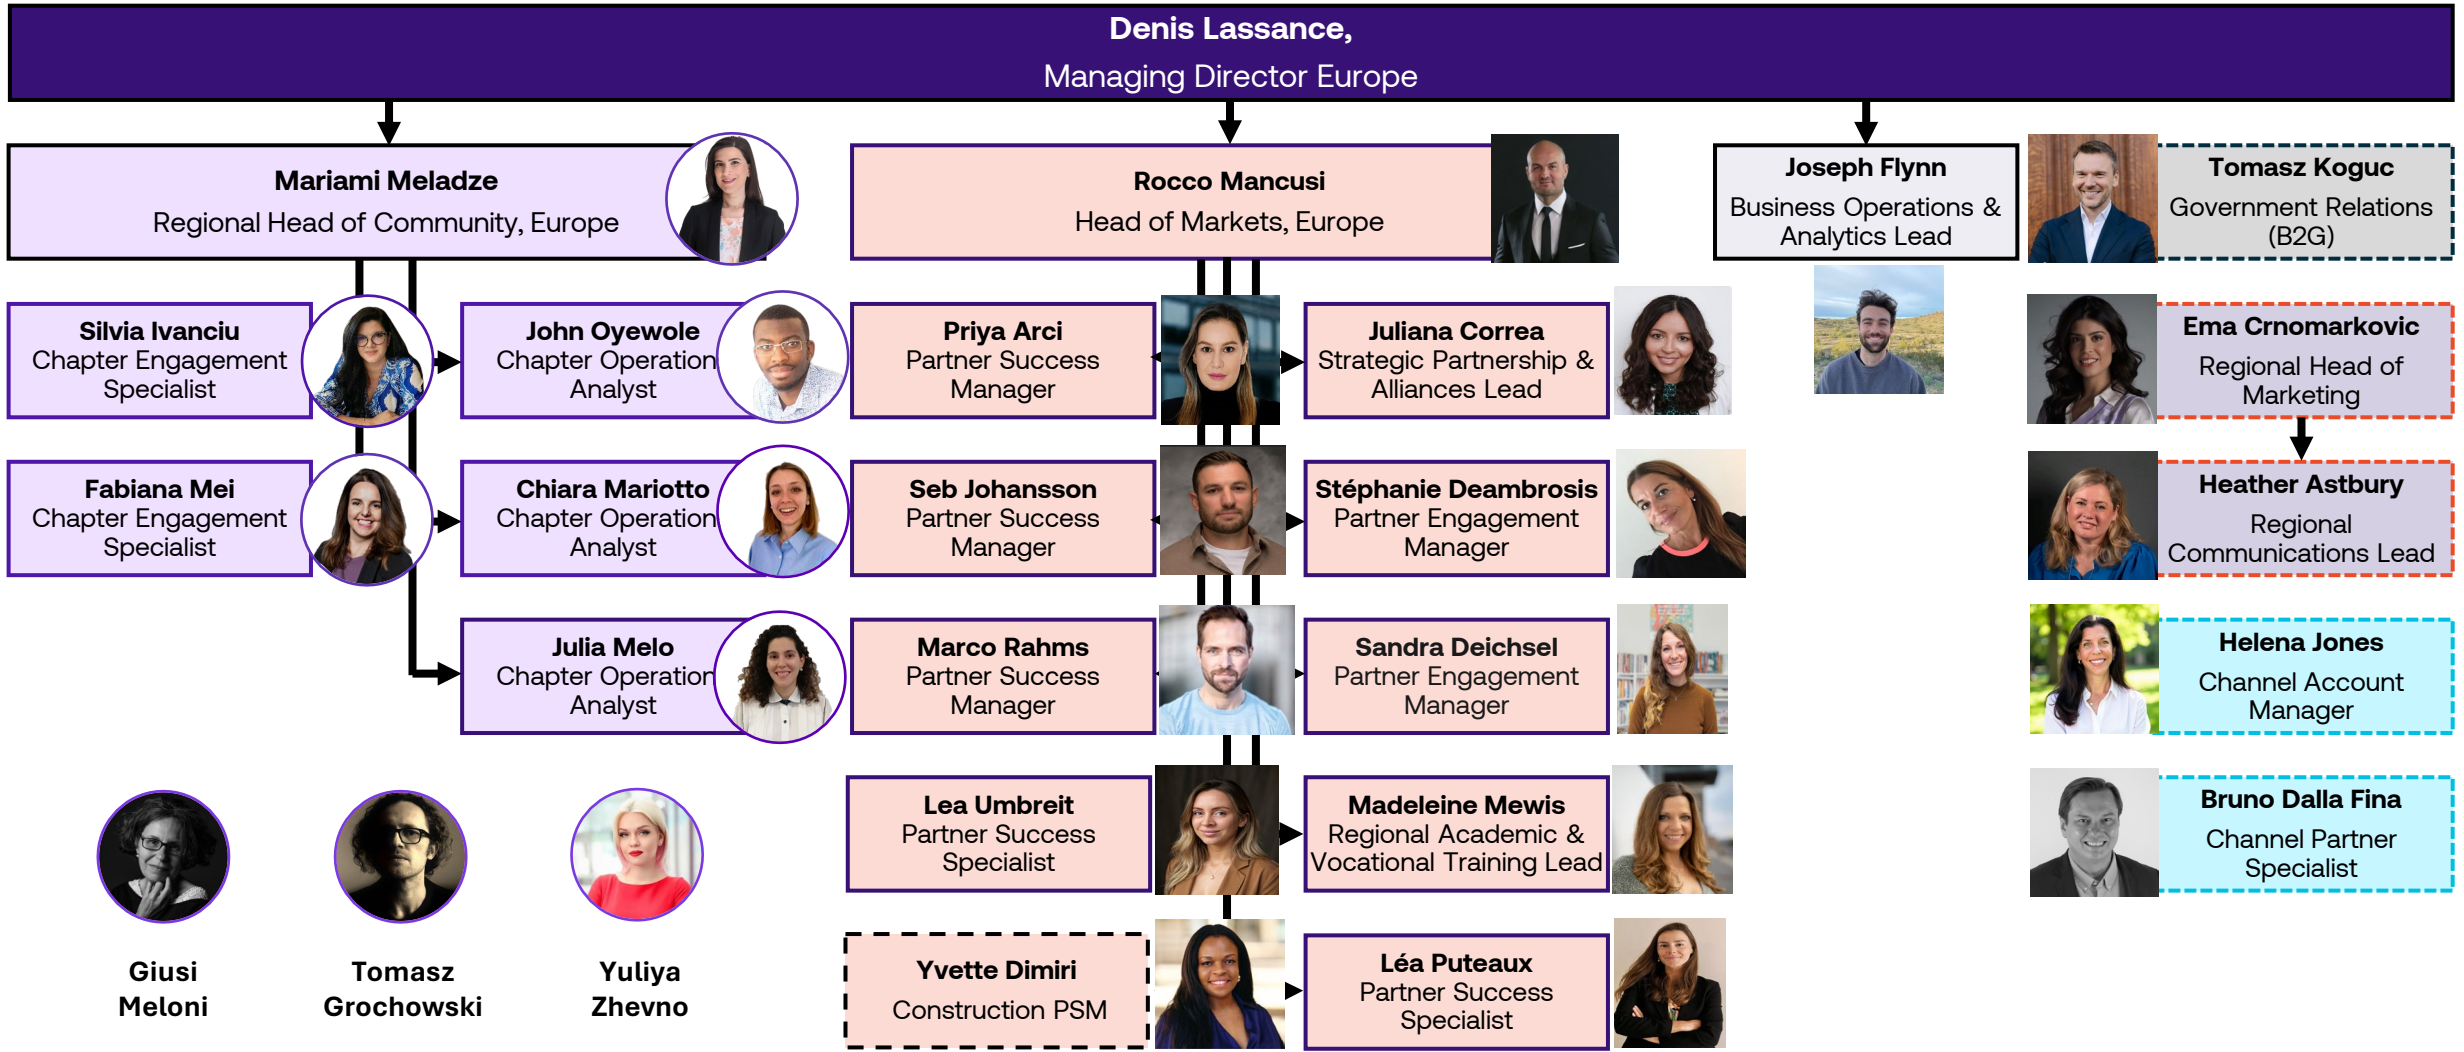 Denis Lassance,
Managing Director Europe
Mariami Meladze
Regional Head of Community, Europe
Rocco Mancusi
Head of Markets, Europe
Joseph Flynn
Business Operations &
Analytics Lead
Tomasz Koguc
Government Relations
(B2G)
Silvia Ivanciu
Chapter Engagement
Specialist
John Oyewole
Chapter Operation
Analyst
Priya Arci
Partner Success
Manager
Juliana Correa
Strategic Partnership &
Alliances Lead
Ema Crnomarkovic
Regional Head of
Marketing
Fabiana Mei
Chapter Engagement
Specialist
Chiara Mariotto
Chapter Operation
Analyst
Seb Johansson
Partner Success
Manager
Stéphanie Deambrosis
Partner Engagement
Manager
Heather Astbury
Regional
Communications Lead
Julia Melo
Chapter Operation
Analyst
Marco Rahms
Partner Success
Manager
Sandra Deichsel
Partner Engagement
Manager
Helena Jones
Channel Account
Manager
Lea Umbreit
Partner Success
Specialist
Madeleine Mewis
Regional Academic &
Vocational Training Lead
Bruno Dalla Fina
Channel Partner
Specialist
Giusi
Meloni
Tomasz
Grochowski
Yuliya
Zhevno
Yvette Dimiri
Construction PSM
Léa Puteaux
Partner Success
Specialist